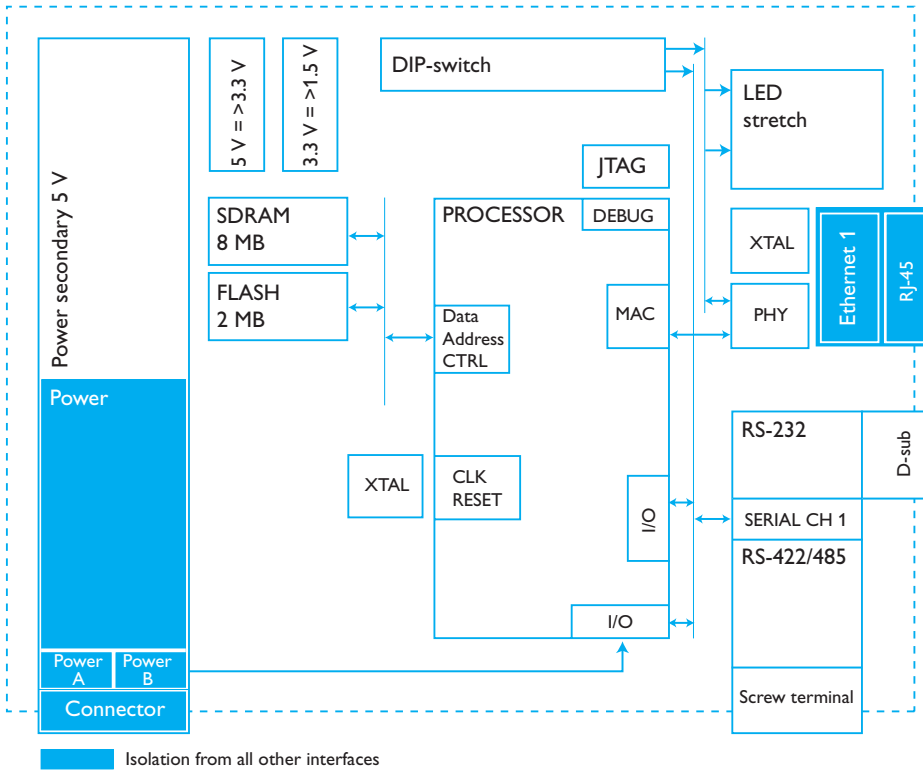 Power secondary 5 V
5 V = >3.3 V
3.3 V = >1.5 V
DIP-switch
LED
stretch
JTAG
SDRAM
8 MB
PROCESSOR
DEBUG
XTAL
Ethernet 1
RJ-45
FLASH
2 MB
Data
Address
CTRL
MAC
PHY
Power
RS-232
D-sub
XTAL
CLK
RESET
I/O
SERIAL CH 1
RS-422/485
I/O
Power
A
Power
B
Connector
Screw terminal
Isolation from all other interfaces